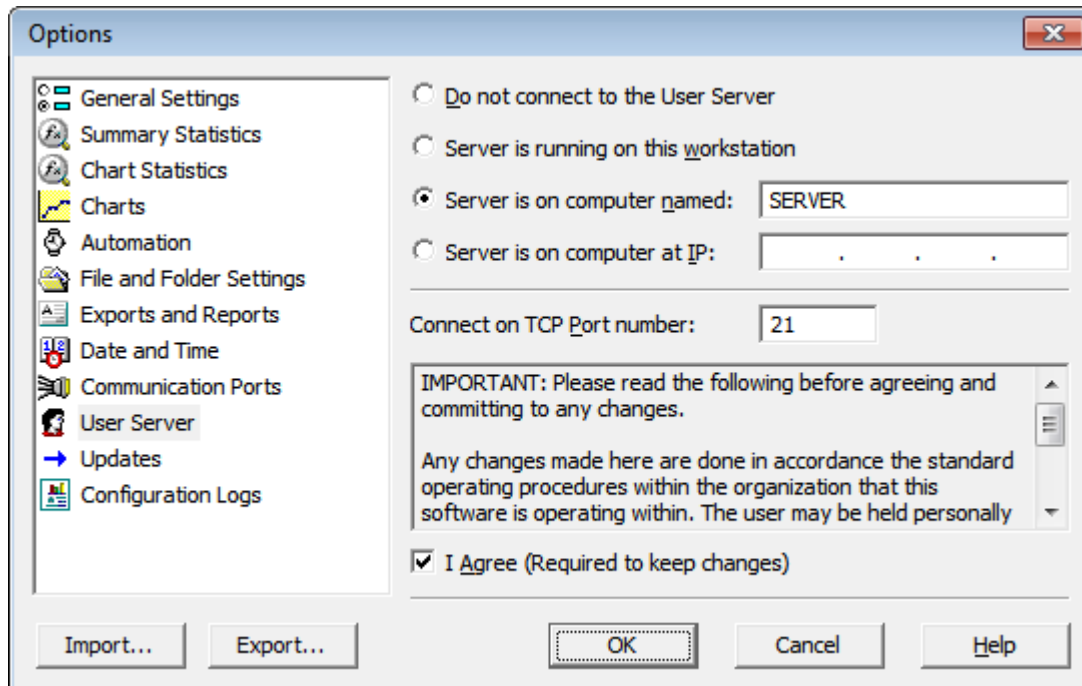 Options
General Settings
Summary Statistics
Chart Statistics
Charts
Automation
File and Folder Settings
Exports and Reports
Date and Time
Communication Ports
User Server
Updates
Configuration Logs
Do not connect to the User Server
Server is running on this workstation
Server is on computer named: SERVER
Server is on computer at IP: . . .
Connect on TCP Port number: 21
IMPORTANT: Please read the following before agreeing and
committing to any changes.
Any changes made here are done in accordance the standard
operating procedures within the organization that this
software is operating within. The user may be held personally
I Agree (Required to keep changes)
Import... Export... OK Cancel Help